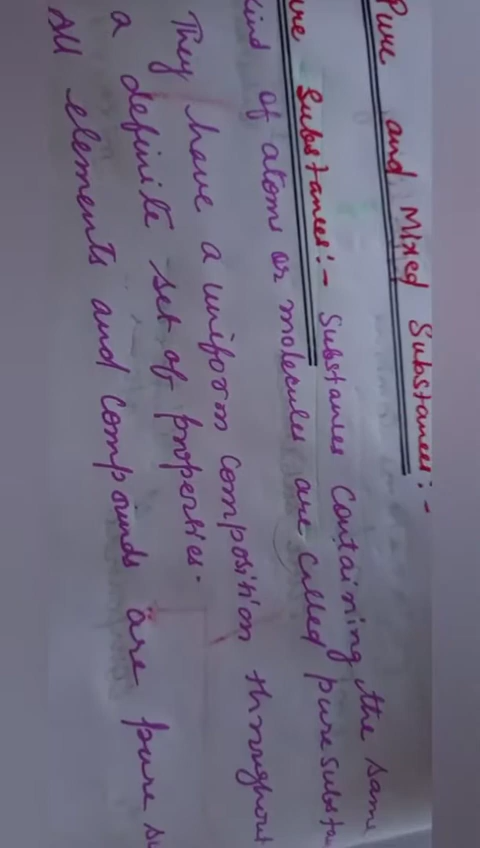 Pure and Mixed Substances:-
Substances:- Substances containing the same
kind of atoms or molecules are called pure
They have a uniform composition throughout
a definite set of properties.
All elements and compounds are pure